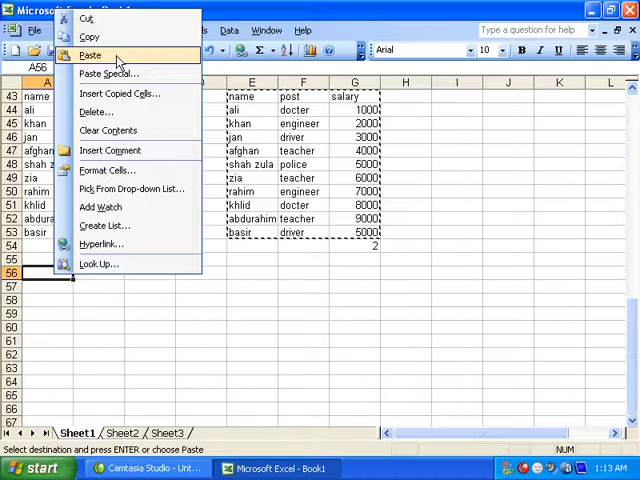 Microsoft Excel - Book1
File
Data
Window
Help
Type a question for help
Arial
10
B
I
U
A56
A
E
F
G
H
I
J
K
L
Cut
Copy
Paste
Paste Special...
Insert Copied Cells...
Delete...
Clear Contents
Insert Comment
Format Cells...
Pick From Drop-down List...
Add Watch
Create List...
Hyperlink...
Look Up...
43 name name post salary
44 ali ali docter 1000
45 khan khan engineer 2000
46 jan jan driver 3000
47 afghan afghan teacher 4000
48 shah z shah zula police 5000
49 zia zia teacher 6000
50 rahim rahim engineer 7000
51 khlid khlid docter 8000
52 abdura abdurahim teacher 9000
53 basir basir driver 5000
54 2
55
56
57
58
59
60
61
62
63
64
65
66
67
Sheet1 Sheet2 Sheet3
Select destination and press ENTER or choose Paste
NUM
start
Camtasia Studio - Unt...
Microsoft Excel - Book1
1:13 AM